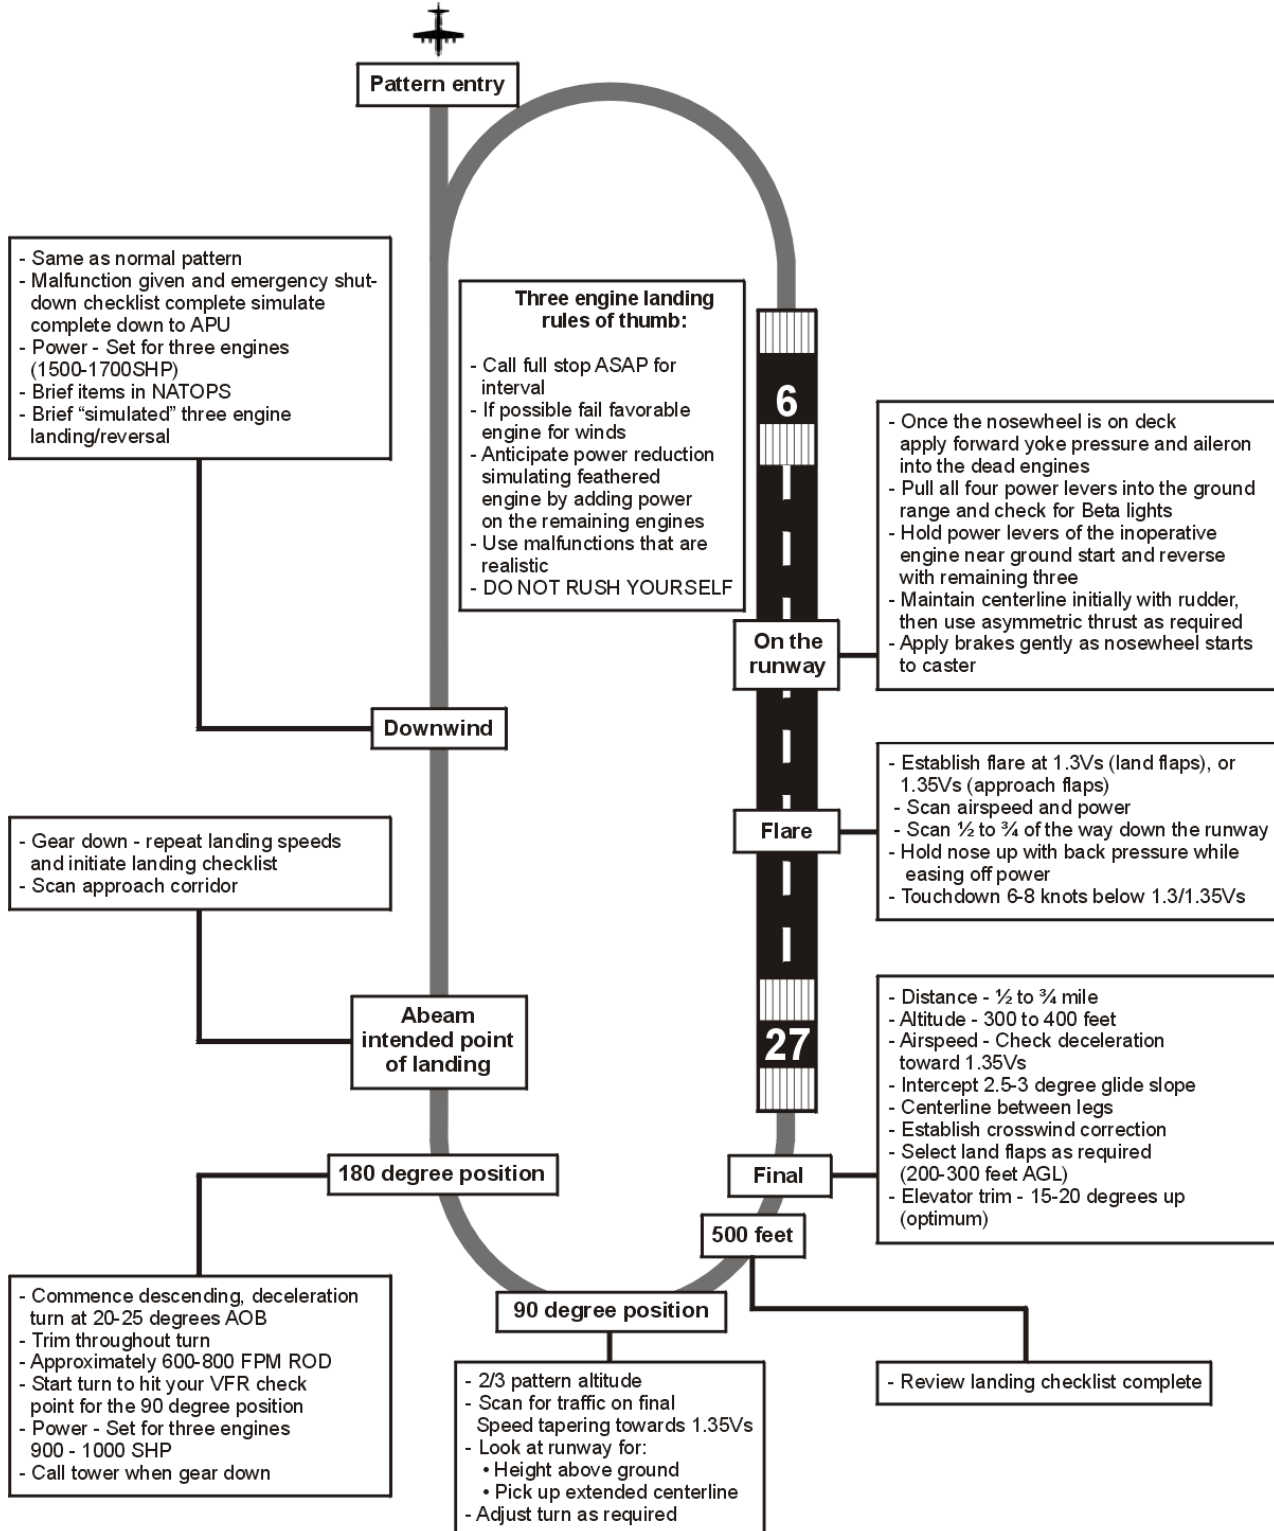 Pattern entry
- Same as normal pattern
- Malfunction given and emergency shut-
down checklist complete simulate
complete down to APU
- Power - Set for three engines
(1500-1700SHP)
- Brief items in NATOPS
- Brief “simulated” three engine
landing/reversal
Three engine landing
rules of thumb:
- Call full stop ASAP for
interval
- If possible fail favorable
engine for winds
- Anticipate power reduction
simulating feathered
engine by adding power
on the remaining engines
- Use malfunctions that are
realistic
- DO NOT RUSH YOURSELF
6
- Once the nosewheel is on deck
apply forward yoke pressure and aileron
into the dead engines
- Pull all four power levers into the ground
range and check for Beta lights
- Hold power levers of the inoperative
engine near ground start and reverse
with remaining three
- Maintain centerline initially with rudder,
then use asymmetric thrust as required
- Apply brakes gently as nosewheel starts
to caster
On the
runway
Downwind
- Establish flare at 1.3Vs (land flaps), or
1.35Vs (approach flaps)
- Scan airspeed and power
- Scan ½ to ¾ of the way down the runway
- Hold nose up with back pressure while
easing off power
- Touchdown 6-8 knots below 1.3/1.35Vs
Flare
- Gear down - repeat landing speeds
and initiate landing checklist
- Scan approach corridor
Abeam
intended point
of landing
27
- Distance - ½ to ¾ mile
- Altitude - 300 to 400 feet
- Airspeed - Check deceleration
toward 1.35Vs
- Intercept 2.5-3 degree glide slope
- Centerline between legs
- Establish crosswind correction
- Select land flaps as required
(200-300 feet AGL)
- Elevator trim - 15-20 degrees up
(optimum)
180 degree position
Final
500 feet
90 degree position
- Commence descending, deceleration
turn at 20-25 degrees AOB
- Trim throughout turn
- Approximately 600-800 FPM ROD
- Start turn to hit your VFR check
point for the 90 degree position
- Power - Set for three engines
900 - 1000 SHP
- Call tower when gear down
- 2/3 pattern altitude
- Scan for traffic on final
Speed tapering towards 1.35Vs
- Look at runway for:
• Height above ground
• Pick up extended centerline
- Adjust turn as required
- Review landing checklist complete